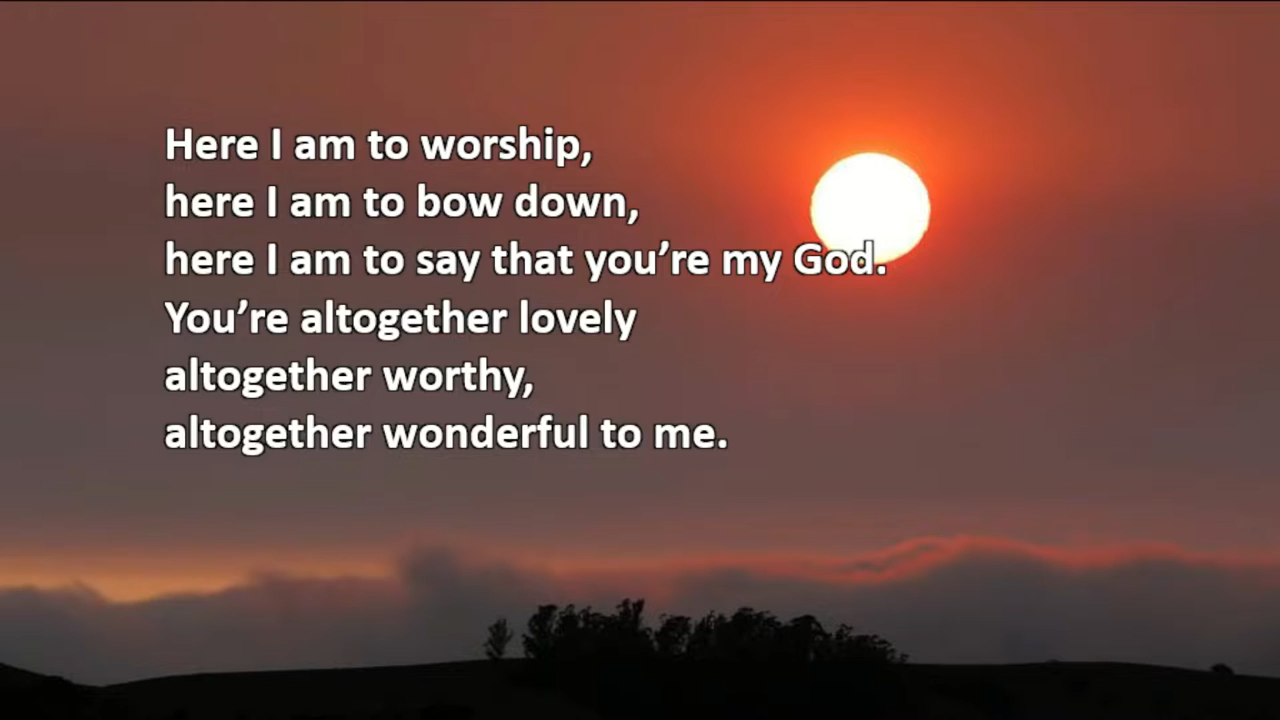 Here I am to worship,
here I am to bow down,
here I am to say that you’re my God.
You’re altogether lovely
altogether worthy,
altogether wonderful to me.